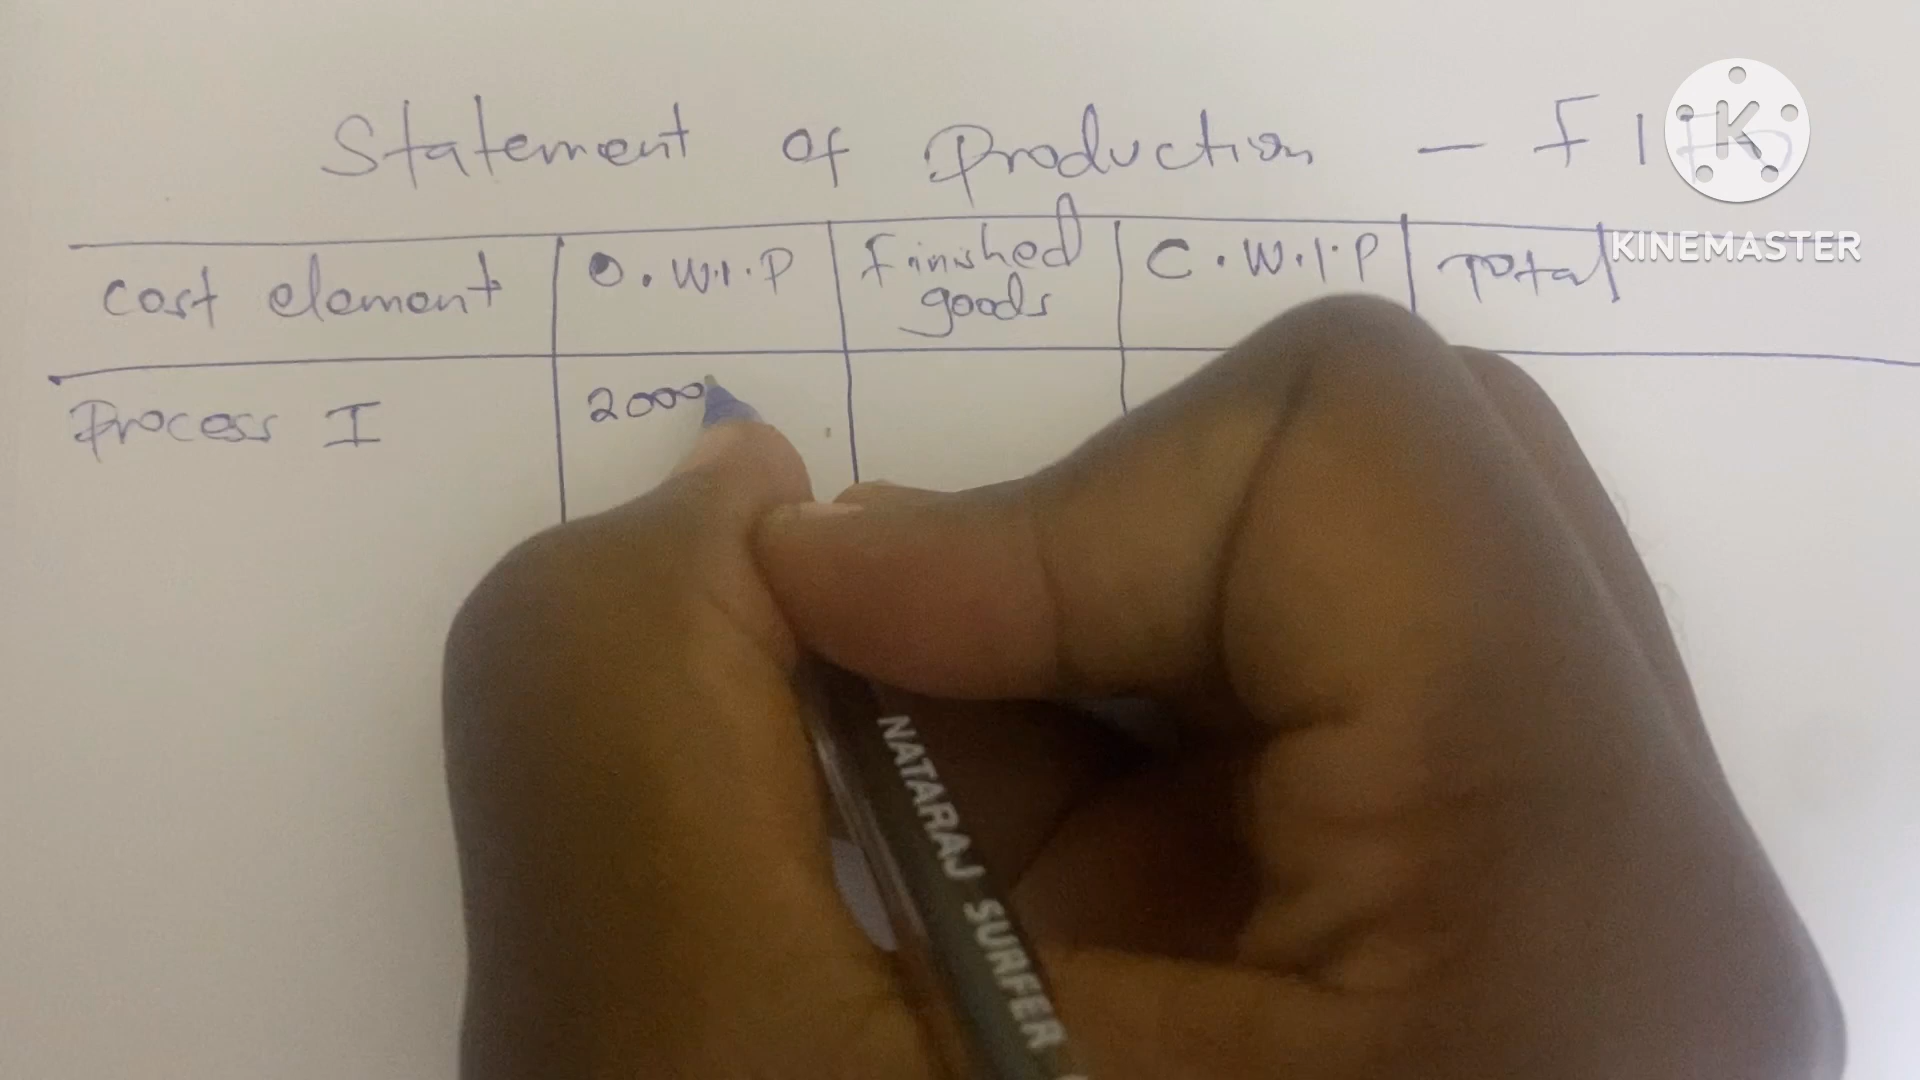 Statement of Production - FIFO
Cost element O.W.I.P Finished goods C.W.I.P Total
Process I 2000
KINEMASTER
NATARAJ SURFER